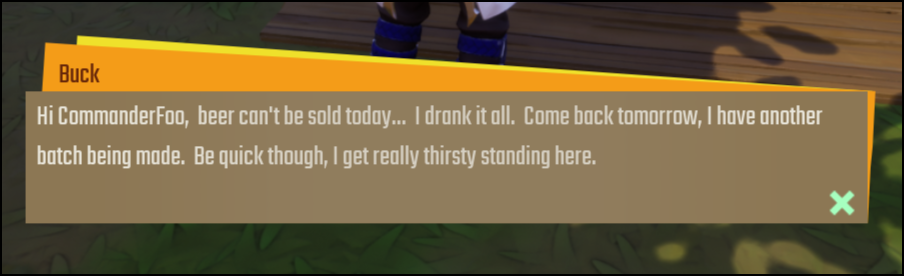 Buck
Hi CommanderFoo,  beer can't be sold today...  I drank it all.  Come back tomorrow, I have another
batch being made.  Be quick though, I get really thirsty standing here.